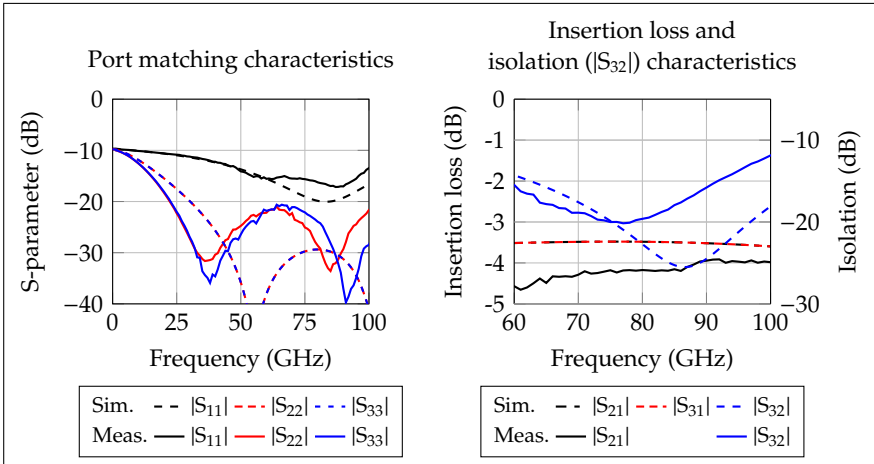 Port matching characteristics
S-parameter (dB)
0
−10
−20
−30
−40
0 25 50 75 100
Frequency (GHz)
Sim. |S11| |S22| |S33|
Meas. |S11| |S22| |S33|
Insertion loss and
isolation (|S32|) characteristics
Insertion loss (dB)
0
-1
-2
-3
-4
-5
60 70 80 90 100
Frequency (GHz)
−10
−20
−30
Isolation (dB)
Sim. |S21| |S31| |S32|
Meas. |S21| |S32|